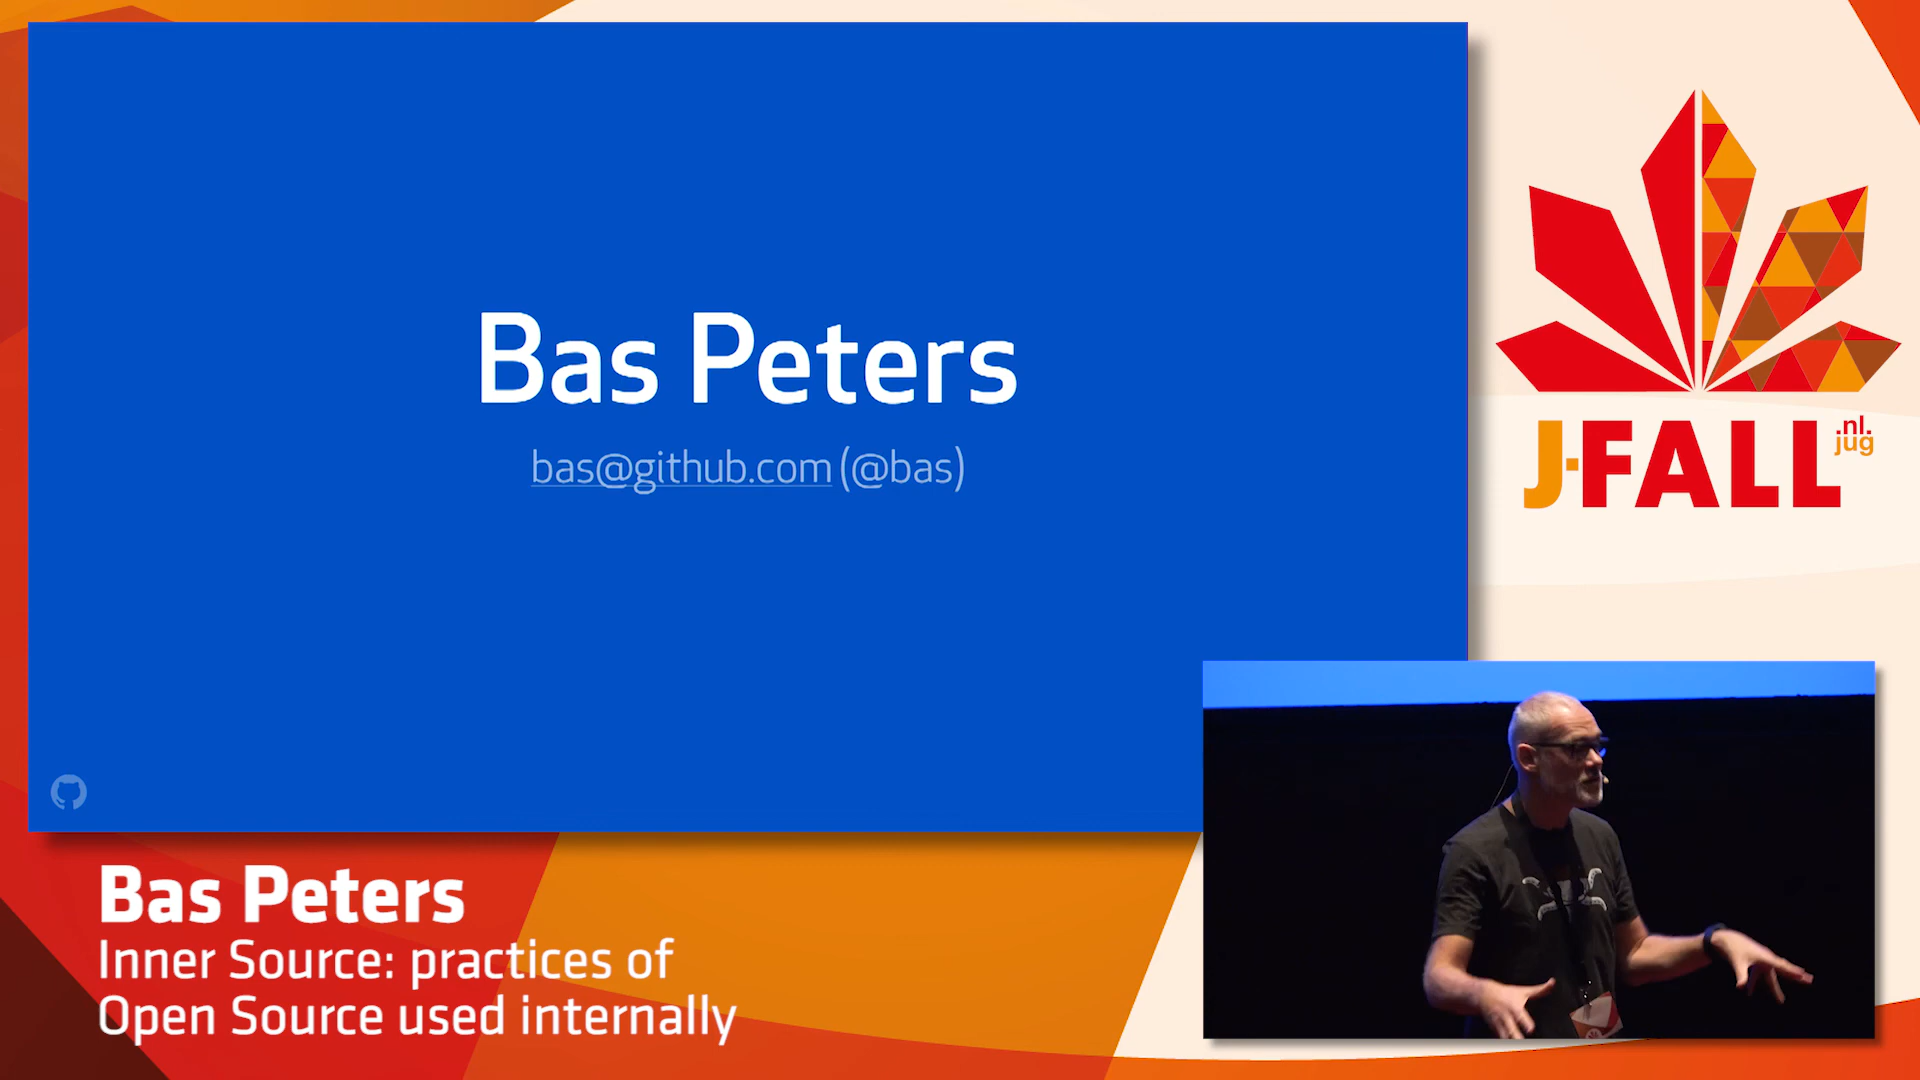 Bas Peters
bas@github.com (@bas)
J-FALL
.nl.
jug
Bas Peters
Inner Source: practices of
Open Source used internally